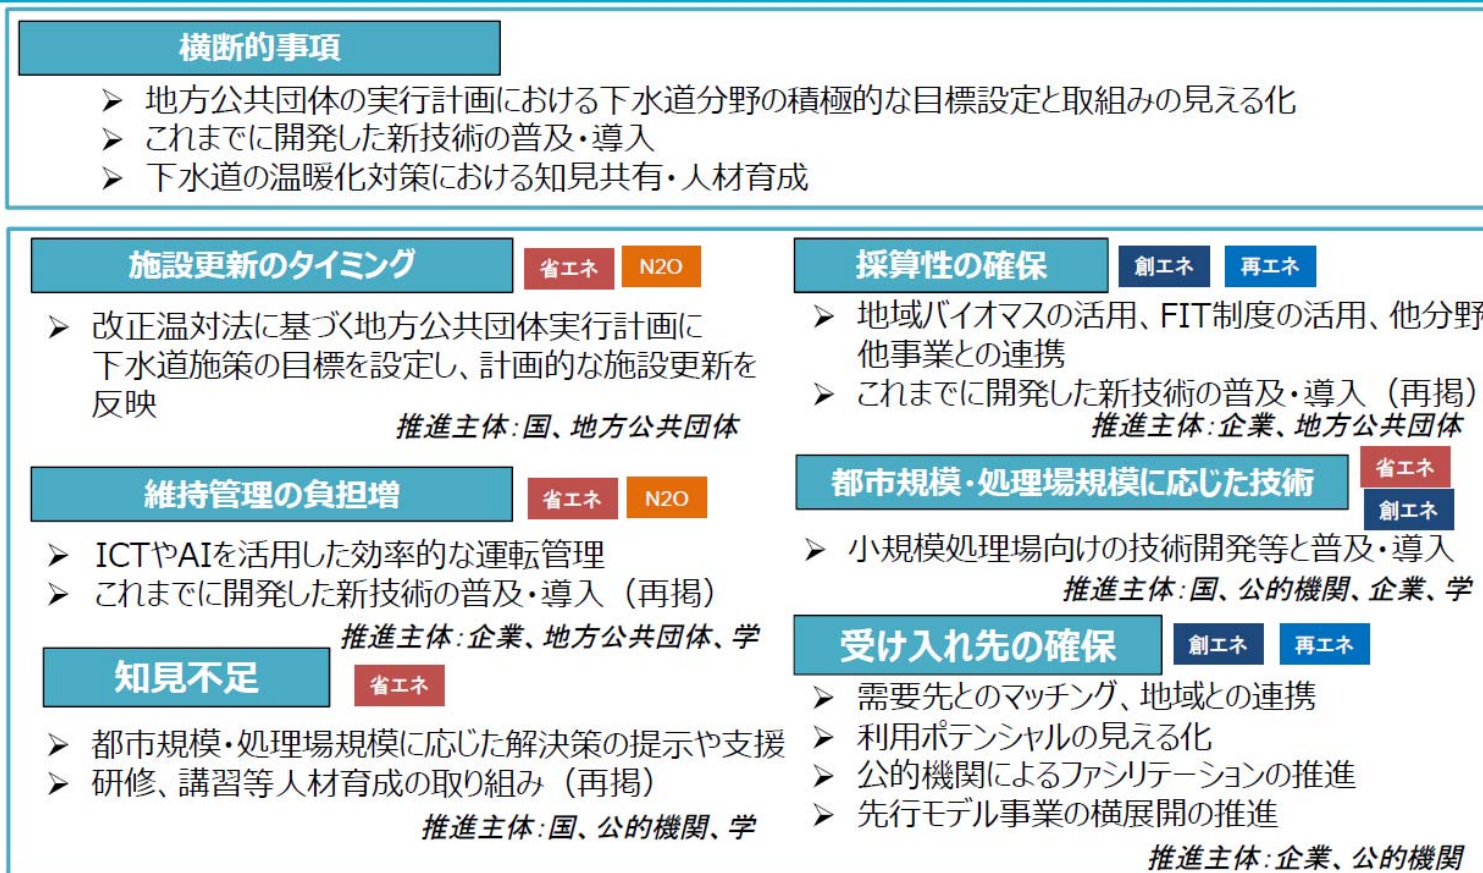 横断的事項
➢ 地方公共団体の実行計画における下水道分野の積極的な目標設定と取組みの見える化
➢ これまでに開発した新技術の普及・導入
➢ 下水道の温暖化対策における知見共有・人材育成
施設更新のタイミング 省エネ N2O
➢ 改正温対法に基づく地方公共団体実行計画に
下水道施策の目標を設定し、計画的な施設更新を
反映
推進主体：国、地方公共団体
維持管理の負担増 省エネ N2O
➢ ICTやAIを活用した効率的な運転管理
➢ これまでに開発した新技術の普及・導入（再掲）
推進主体：企業、地方公共団体、学
知見不足 省エネ
➢ 都市規模・処理場規模に応じた解決策の提示や支援
➢ 研修、講習等人材育成の取り組み（再掲）
推進主体：国、公的機関、学
採算性の確保 創エネ 再エネ
➢ 地域バイオマスの活用、FIT制度の活用、他分野
他事業との連携
➢ これまでに開発した新技術の普及・導入（再掲）
推進主体：企業、地方公共団体
都市規模・処理場規模に応じた技術 省エネ
創エネ
➢ 小規模処理場向けの技術開発等と普及・導入
推進主体：国、公的機関、企業、学
受け入れ先の確保 創エネ 再エネ
➢ 需要先とのマッチング、地域との連携
➢ 利用ポテンシャルの見える化
➢ 公的機関によるファシリテーションの推進
➢ 先行モデル事業の横展開の推進
推進主体：企業、公的機関